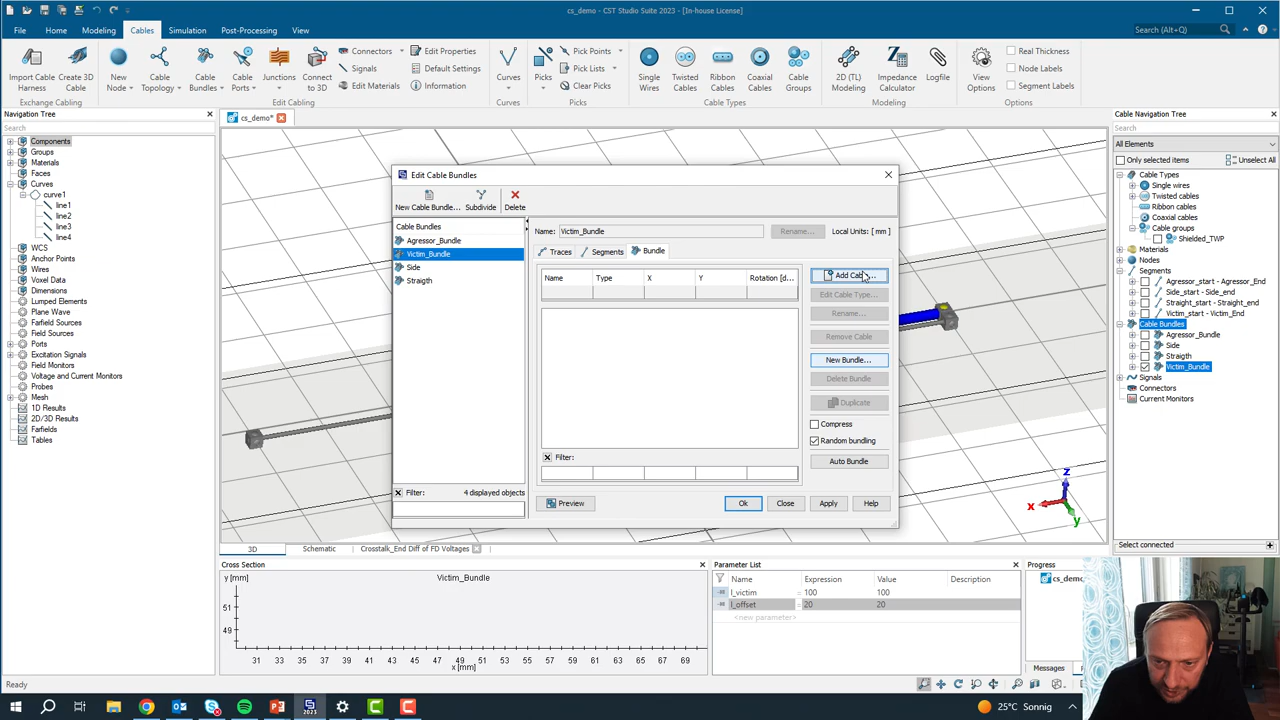 cs_demo - CST Studio Suite 2023 - [In-house License]
File Home Modeling Cables Simulation Post-Processing View
Search (Alt+Q)
Import Cable Harness Create 3D Cable
New Node Cable Topology Cable Bundles Cable Ports Junctions Connect to 3D
Connectors Edit Properties
Signals Default Settings
Edit Materials Information
Curves
Picks Pick Points
Pick Lists
Clear Picks
Single Wires Twisted Cables Ribbon Cables Coaxial Cables Cable Groups
2D (TL) Modeling Impedance Calculator Logfile
View Options
Real Thickness
Node Labels
Segment Labels
Exchange Cabling Edit Cabling Curves Picks Cable Types Modeling Options
Navigation Tree
Search
Components
Groups
Materials
Faces
Curves
curve1
line1
line2
line3
line4
WCS
Anchor Points
Wires
Voxel Data
Dimensions
Lumped Elements
Plane Wave
Farfield Sources
Field Sources
Ports
Excitation Signals
Field Monitors
Voltage and Current Monitors
Probes
Mesh
1D Results
2D/3D Results
Farfields
Tables
cs_demo*
Edit Cable Bundles
New Cable Bundle... Subdivide Delete
Cable Bundles
Agressor_Bundle
Victim_Bundle
Side
Straigth
Filter: 4 displayed objects
Name: Victim_Bundle Rename... Local Units: [ mm ]
Traces Segments Bundle
Name Type X Y Rotation [d...
Filter:
Edit Cable Type...
Rename...
Remove Cable
New Bundle...
Delete Bundle
Duplicate
Compress
Random bundling
Auto Bundle
Preview Ok Close Apply Help
x
y
z
3D Schematic Crosstalk_End Diff of FD Voltages
Cable Navigation Tree
Search
All Elements
Only selected items Unselect All
Cable Types
Single wires
Twisted cables
Ribbon cables
Coaxial cables
Cable groups
Shielded_TWP
Materials
Nodes
Segments
Agressor_start - Agressor_End
Side_start - Side_end
Straight_start - Straight_end
Victim_start - Victim_End
Cable Bundles
Agressor_Bundle
Side
Straigth
Victim_Bundle
Signals
Connectors
Current Monitors
Select connected
Cross Section
y [mm] Victim_Bundle
51
49
31 33 35 37 39 41 43 45 47 49 51 53 55 57 59 61 63 65 67 69
x [mm]
Parameter List
Name Expression Value Description
l_victim = 100 100
l_offset = 20 20
<new parameter>
Progress
cs_demo
Messages
Ready
25°C Sonnig